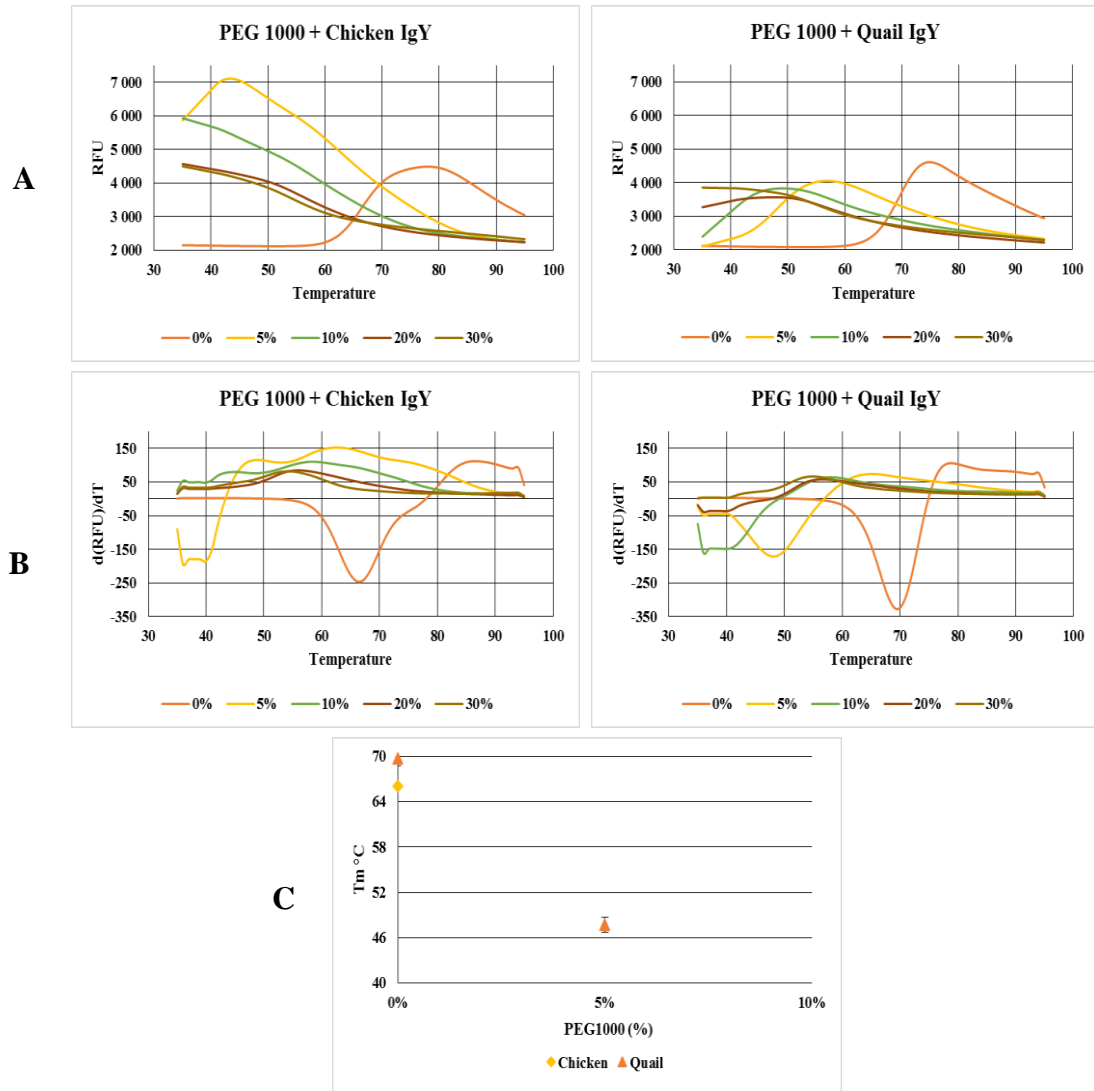 A
PEG 1000 + Chicken IgY
RFU
7 000
6 000
5 000
4 000
3 000
2 000
30 40 50 60 70 80 90 100
Temperature
0% 5% 10% 20% 30%
PEG 1000 + Quail IgY
RFU
7 000
6 000
5 000
4 000
3 000
2 000
30 40 50 60 70 80 90 100
Temperature
0% 5% 10% 20% 30%
B
PEG 1000 + Chicken IgY
d(RFU)/dT
150
50
-50
-150
-250
-350
30 40 50 60 70 80 90 100
Temperature
0% 5% 10% 20% 30%
PEG 1000 + Quail IgY
d(RFU)/dT
150
50
-50
-150
-250
-350
30 40 50 60 70 80 90 100
Temperature
0% 5% 10% 20% 30%
C
Tm °C
70
64
58
52
46
40
0% 5% 10%
PEG1000 (%)
Chicken Quail